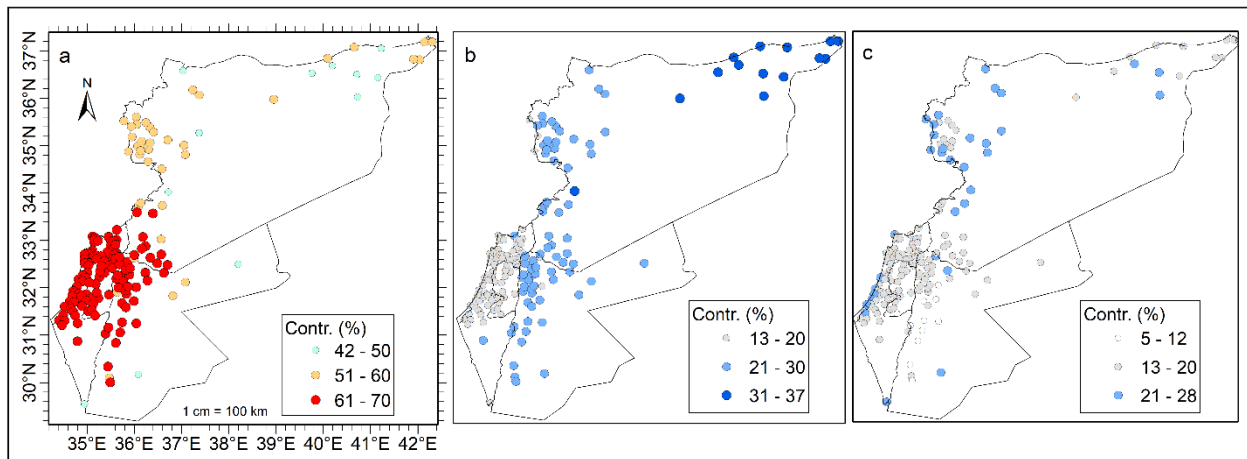 a
N
37°N
36°N
35°N
34°N
33°N
32°N
31°N
30°N
35°E 36°E 37°E 38°E 39°E 40°E 41°E 42°E
1 cm = 100 km
Contr. (%)
42 - 50
51 - 60
61 - 70
b
Contr. (%)
13 - 20
21 - 30
31 - 37
c
Contr. (%)
5 - 12
13 - 20
21 - 28